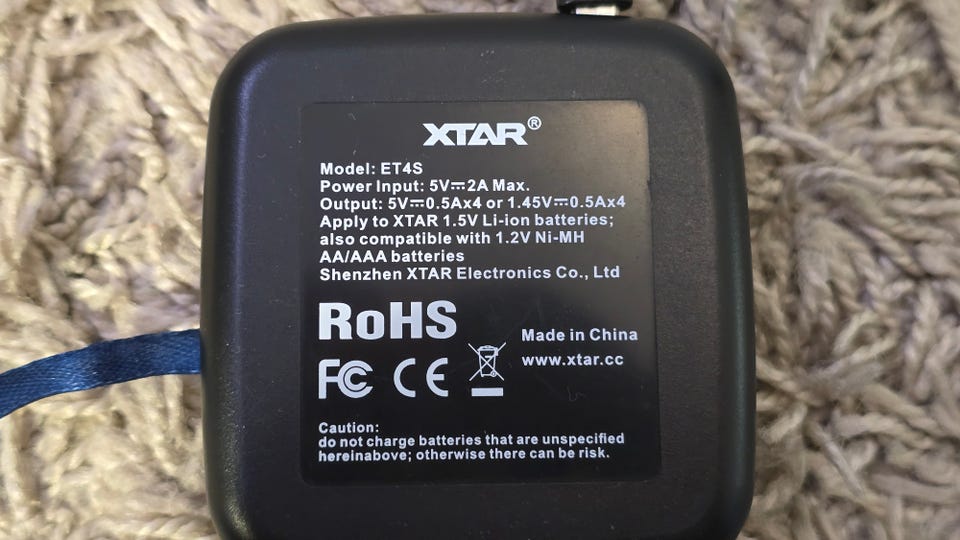 XTAR®
Model: ET4S
Power Input: 5V⎓2A Max.
Output: 5V⎓0.5Ax4 or 1.45V⎓0.5Ax4
Apply to XTAR 1.5V Li-ion batteries;
also compatible with 1.2V Ni-MH
AA/AAA batteries
Shenzhen XTAR Electronics Co., Ltd
RoHS
Made in China
www.xtar.cc
FC CE
Caution:
do not charge batteries that are unspecified
hereinabove; otherwise there can be risk.